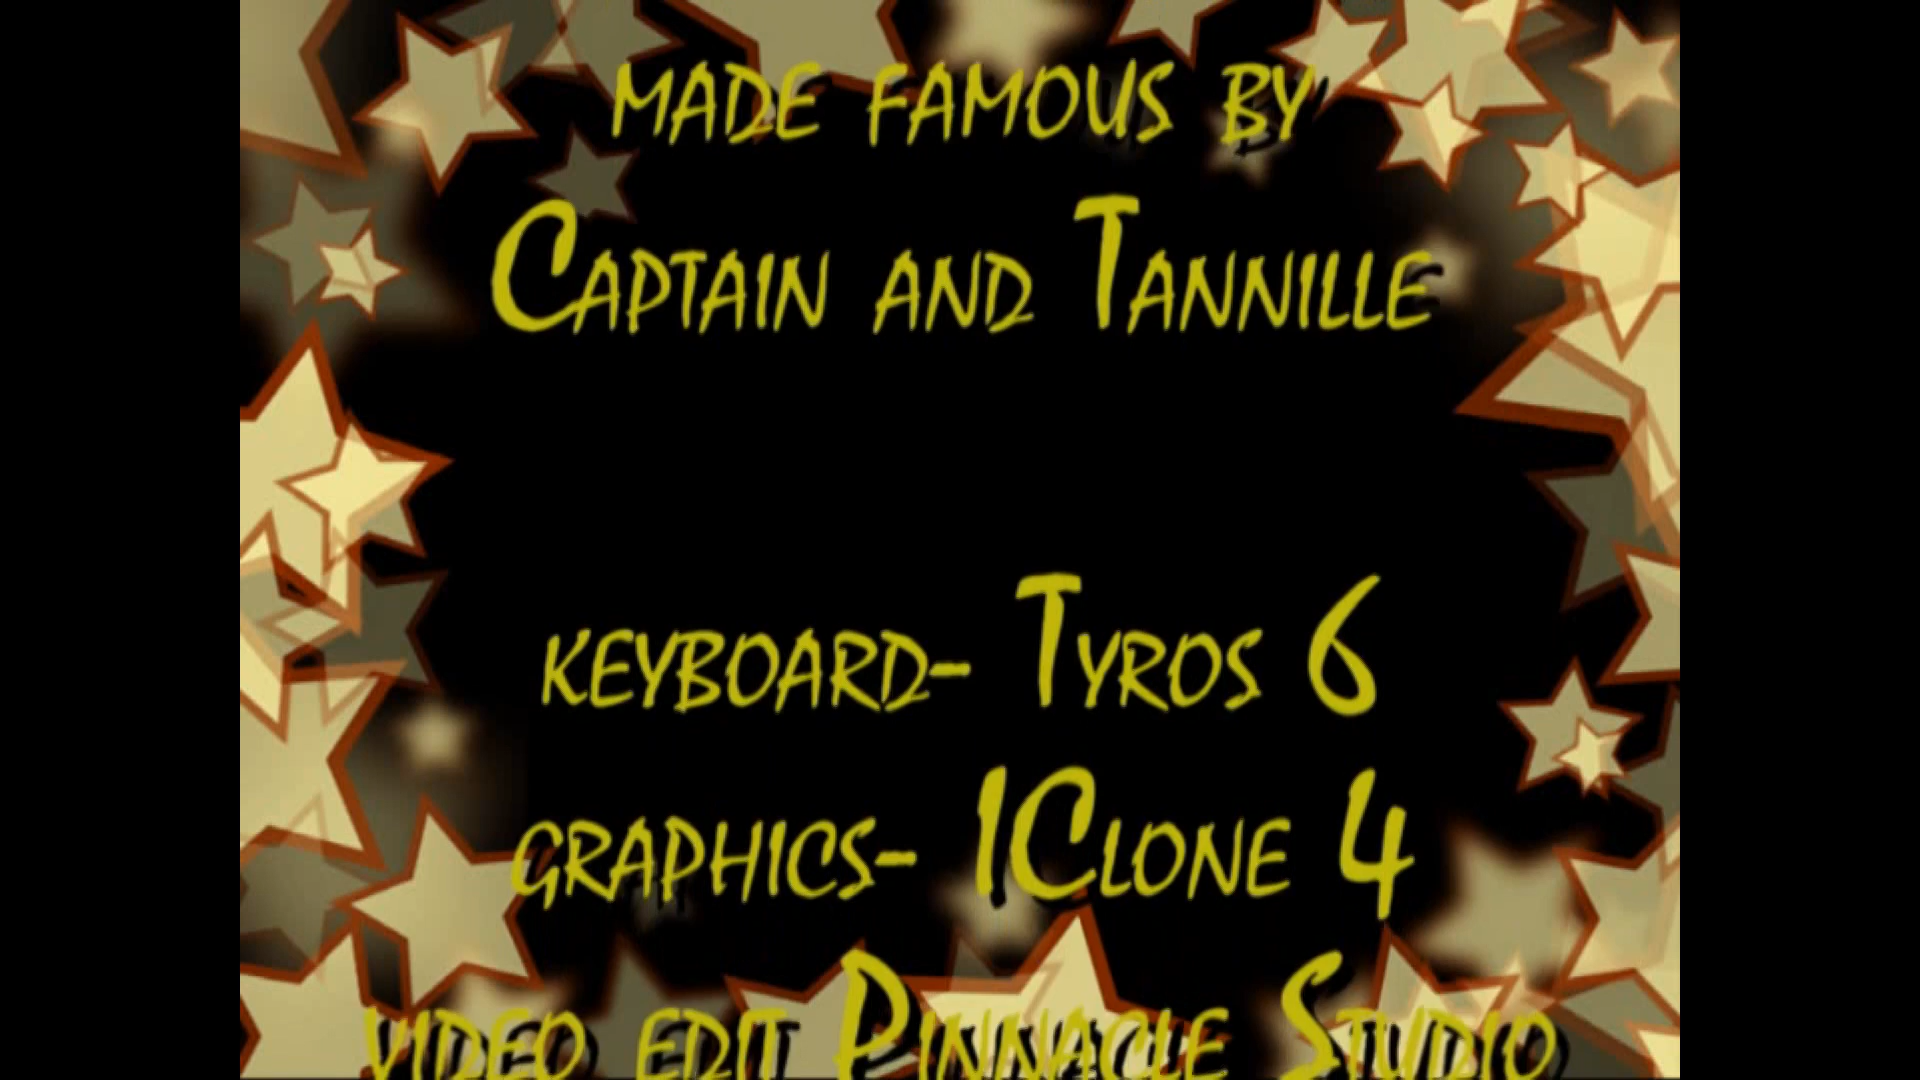 made famous by
Captain and Tannille
keyboard- Tyros 6
graphics- IClone 4
video edit Pinnacle Studio